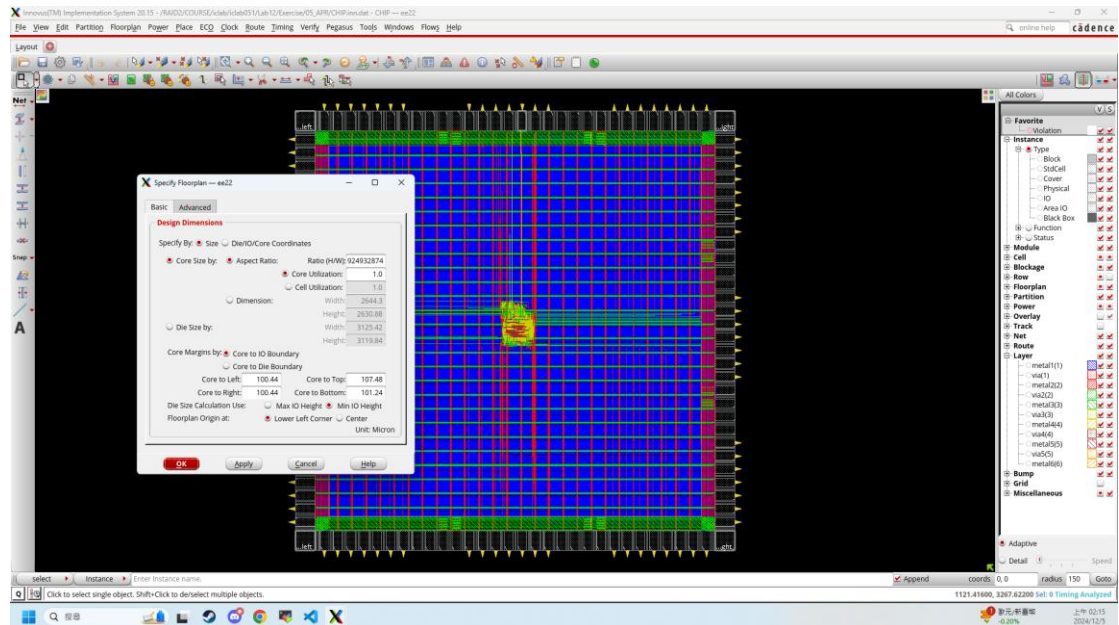 Innovus(TM) Implementation System 20.15 - /RAID2/COURSE/iclab/iclab051/Lab12/Exercise/05_APR/CHIP.inn.dat - CHIP — ee22
File View Edit Partition Floorplan Power Place ECO Clock Route Timing Verify Pegasus Tools Windows Flows Help
online help cādence
Layout
Net
Snap
A
All Colors
V S
Favorite
Violation
Instance
Type
Block
StdCell
Cover
Physical
IO
Area IO
Black Box
Function
Status
Module
Cell
Blockage
Row
Floorplan
Partition
Power
Overlay
Track
Net
Route
Layer
metal1(1)
via(1)
metal2(2)
via2(2)
metal3(3)
via3(3)
metal4(4)
via4(4)
metal5(5)
via5(5)
metal6(6)
Bump
Grid
Miscellaneous
Adaptive
Detail Speed
...left ...ght
Specify Floorplan — ee22
Basic Advanced
Design Dimensions
Specify By: Size Die/IO/Core Coordinates
Core Size by: Aspect Ratio: Ratio (H/W): 924932874
Core Utilization: 1.0
Cell Utilization: 1.0
Dimension: Width: 2644.3
Height: 2630.88
Die Size by: Width: 3125.42
Height: 3119.84
Core Margins by: Core to IO Boundary
Core to Die Boundary
Core to Left: 100.44 Core to Top: 107.48
Core to Right: 100.44 Core to Bottom: 101.24
Die Size Calculation Use: Max IO Height Min IO Height
Floorplan Origin at: Lower Left Corner Center
Unit: Micron
OK Apply Cancel Help
...left ...ght
select Instance Enter Instance name. Append coords 0, 0 radius 150 Goto
Q Click to select single object. Shift+Click to de/select multiple objects. 1121.41600, 3267.62200 Sel: 0 Timing Analyzed
搜尋
歐元/新臺幣
-0.20%
上午 02:15
2024/12/5